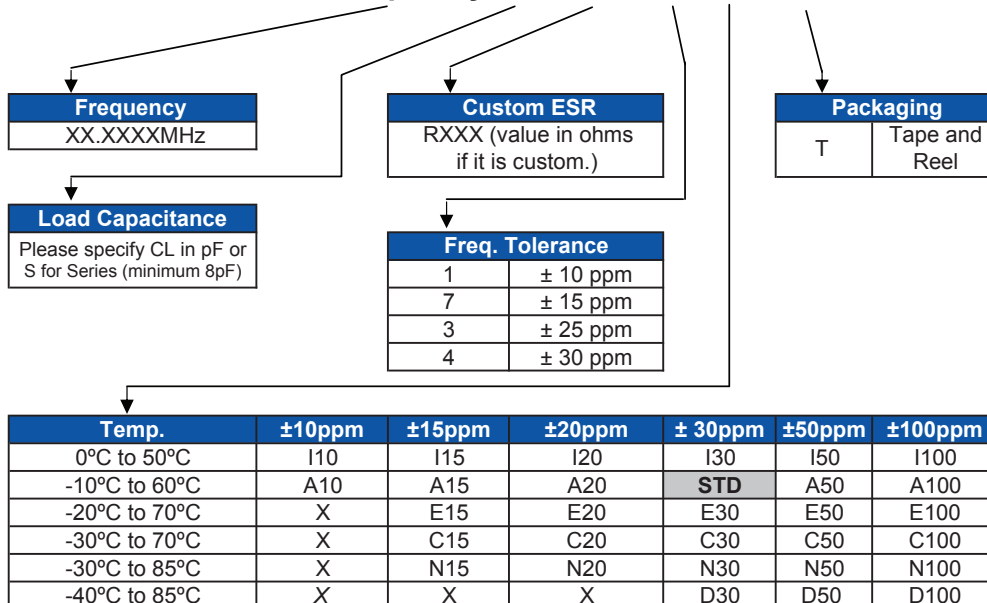 Frequency
XX.XXXXMHz
Custom ESR
RXXX (value in ohms
if it is custom.)
Packaging
T Tape and
Reel
Load Capacitance
Please specify CL in pF or
S for Series (minimum 8pF)
Freq. Tolerance
1 ± 10 ppm
7 ± 15 ppm
3 ± 25 ppm
4 ± 30 ppm
Temp. ±10ppm ±15ppm ±20ppm ± 30ppm ±50ppm ±100ppm
0ºC to 50ºC I10 I15 I20 I30 I50 I100
-10ºC to 60ºC A10 A15 A20 STD A50 A100
-20ºC to 70ºC X E15 E20 E30 E50 E100
-30ºC to 70ºC X C15 C20 C30 C50 C100
-30ºC to 85ºC X N15 N20 N30 N50 N100
-40ºC to 85ºC X X X D30 D50 D100